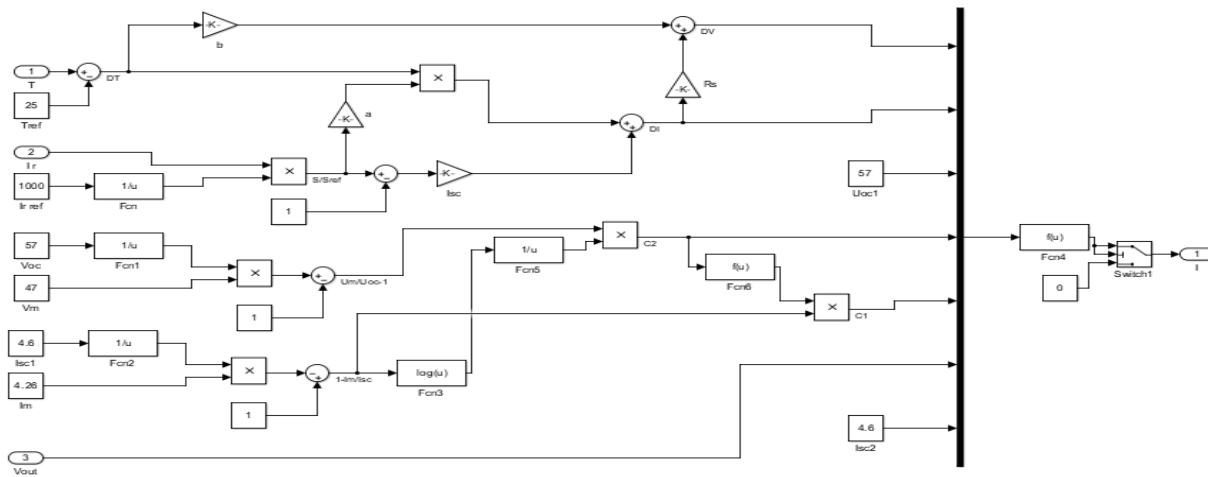 -K-
b
DV
1
T
DT
-K-
Rs
25
Tref
×
-K-
a
DI
2
Ir
1000
Ir ref
1/u
Fcn
×
S/Sref
-K-
Isc
1
57
Uoc1
57
Voc
1/u
Fcn1
47
Vm
×
Um/Uoc-1
1
1/u
Fcn5
×
C2
f(u)
Fcn6
×
C1
f(u)
Fcn4
Switch1
0
1
I
4.6
Isc1
1/u
Fcn2
4.26
Im
×
1-Im/Isc
1
log(u)
Fcn3
4.6
Isc2
3
Vout